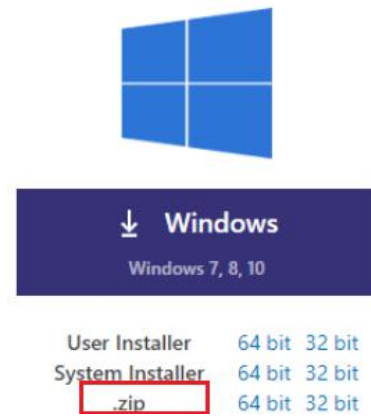 Windows
Windows 7, 8, 10
User Installer 64 bit 32 bit
System Installer 64 bit 32 bit
.zip 64 bit 32 bit